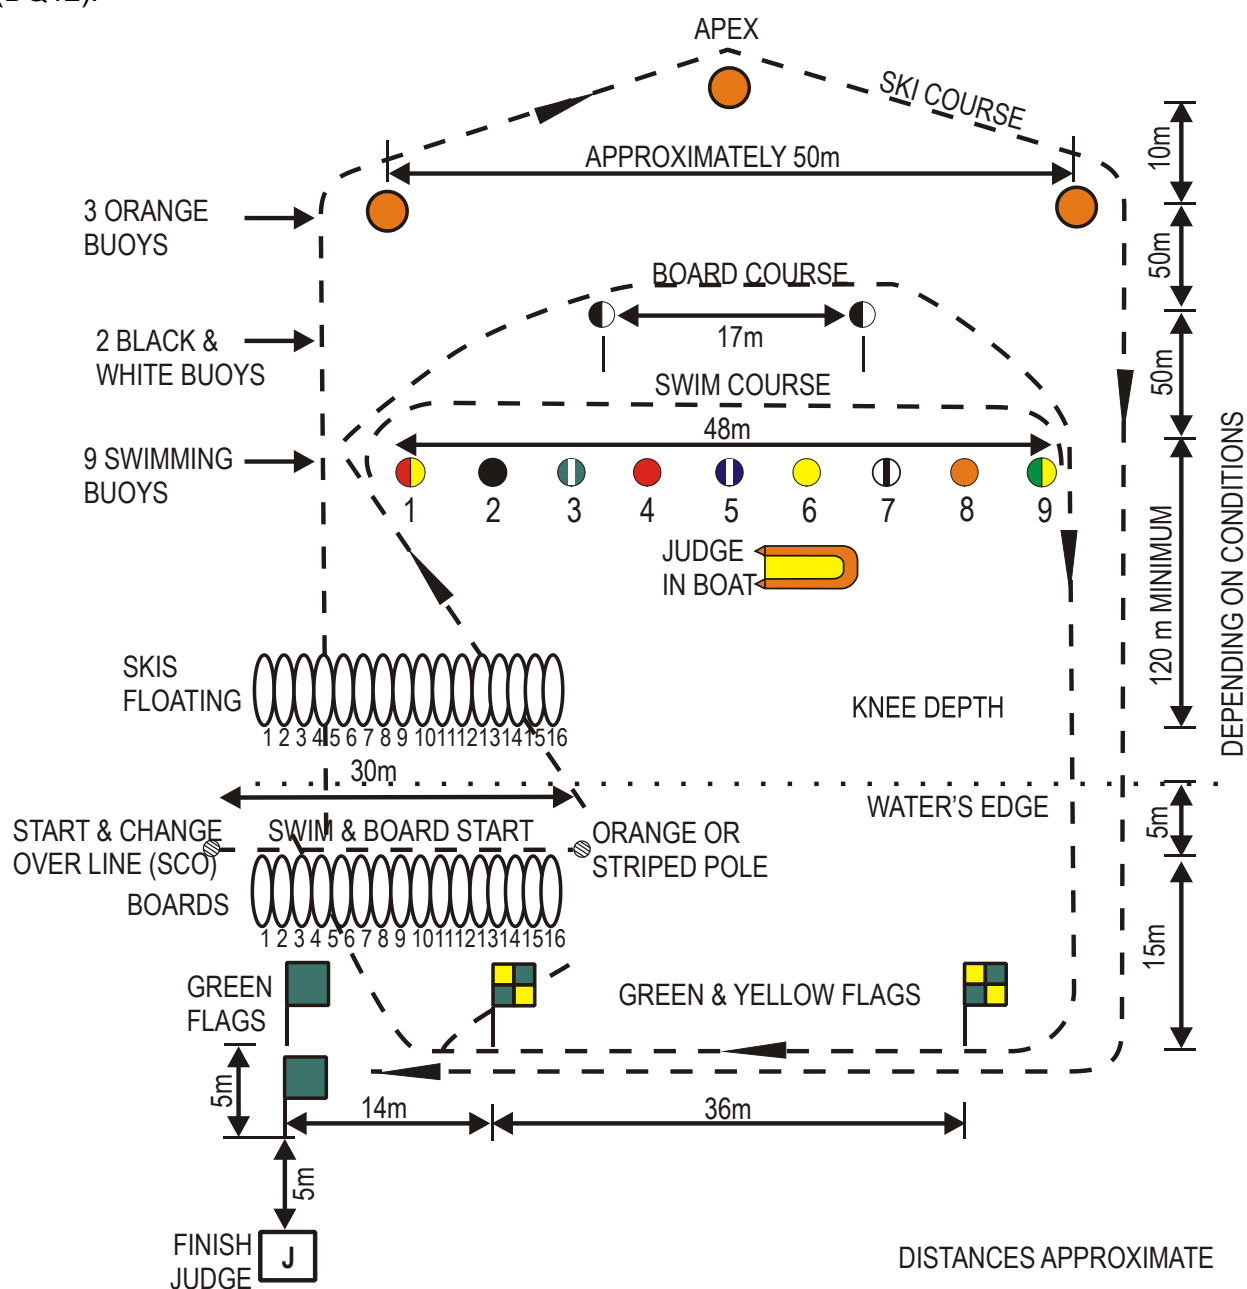 APEX
SKI COURSE
10m
APPROXIMATELY 50m
3 ORANGE
BUOYS
50m
BOARD COURSE
17m
2 BLACK &
WHITE BUOYS
50m
SWIM COURSE
48m
9 SWIMMING
BUOYS
1 2 3 4 5 6 7 8 9
JUDGE
IN BOAT
120 m MINIMUM
DEPENDING ON CONDITIONS
SKIS
FLOATING
KNEE DEPTH
1 2 3 4 5 6 7 8 9 10 11 12 13 14 15 16
30m
WATER'S EDGE
5m
START & CHANGE
OVER LINE (SCO)
SWIM & BOARD START
ORANGE OR
STRIPED POLE
BOARDS
1 2 3 4 5 6 7 8 9 10 11 12 13 14 15 16
15m
GREEN
FLAGS
GREEN & YELLOW FLAGS
5m
14m
36m
5m
FINISH
JUDGE
J
DISTANCES APPROXIMATE